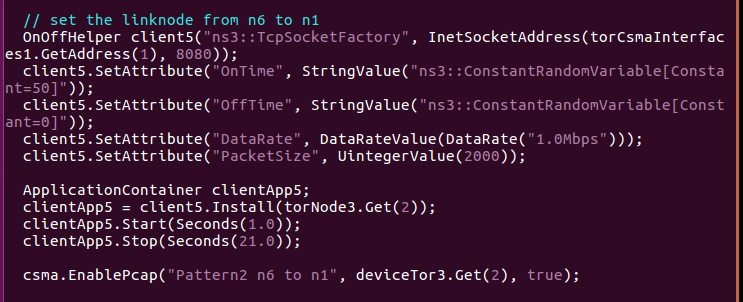 // set the linknode from n6 to n1
OnOffHelper client5("ns3::TcpSocketFactory", InetSocketAddress(torCsmaInterfac
es1.GetAddress(1), 8080));
client5.SetAttribute("OnTime", StringValue("ns3::ConstantRandomVariable[Consta
nt=50]"));
client5.SetAttribute("OffTime", StringValue("ns3::ConstantRandomVariable[Const
ant=0]"));
client5.SetAttribute("DataRate", DataRateValue(DataRate("1.0Mbps")));
client5.SetAttribute("PacketSize", UintegerValue(2000));
ApplicationContainer clientApp5;
clientApp5 = client5.Install(torNode3.Get(2));
clientApp5.Start(Seconds(1.0));
clientApp5.Stop(Seconds(21.0));
csma.EnablePcap("Pattern2 n6 to n1", deviceTor3.Get(2), true);